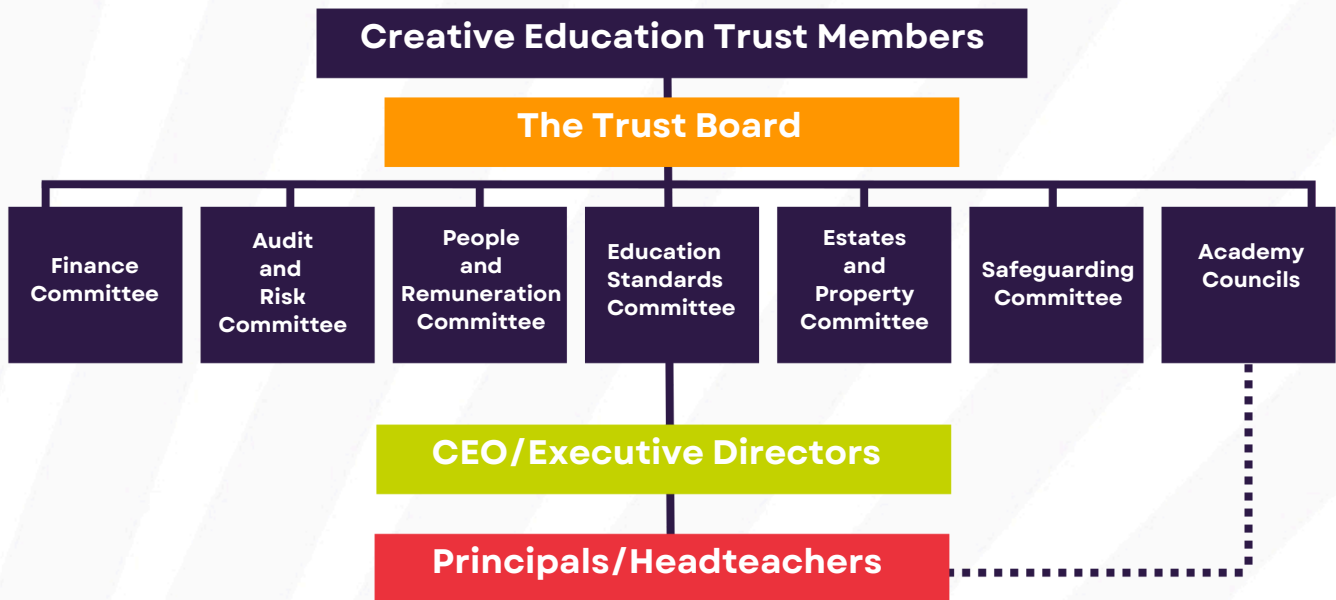 Creative Education Trust Members
The Trust Board
Finance
Committee
Audit
and
Risk
Committee
People
and
Remuneration
Committee
Education
Standards
Committee
Estates
and
Property
Committee
Safeguarding
Committee
Academy
Councils
CEO/Executive Directors
Principals/Headteachers